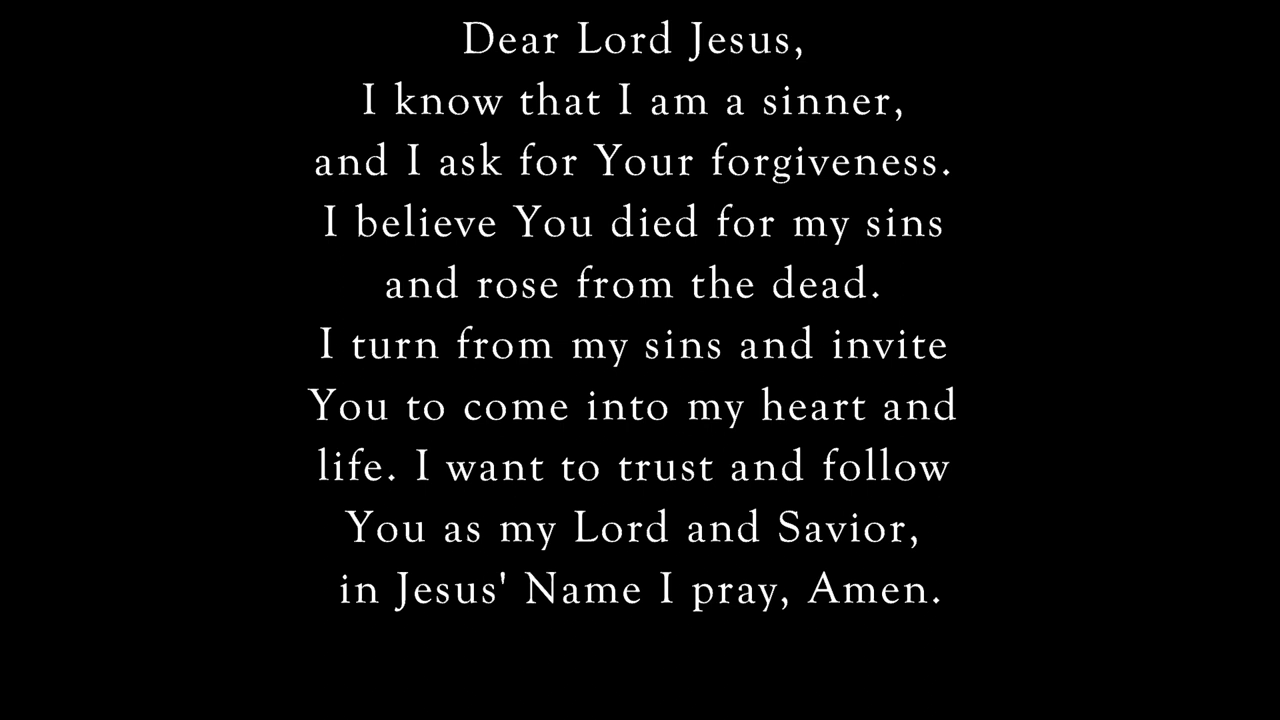 Dear Lord Jesus,
I know that I am a sinner,
and I ask for Your forgiveness.
I believe You died for my sins
and rose from the dead.
I turn from my sins and invite
You to come into my heart and
life. I want to trust and follow
You as my Lord and Savior,
in Jesus' Name I pray, Amen.